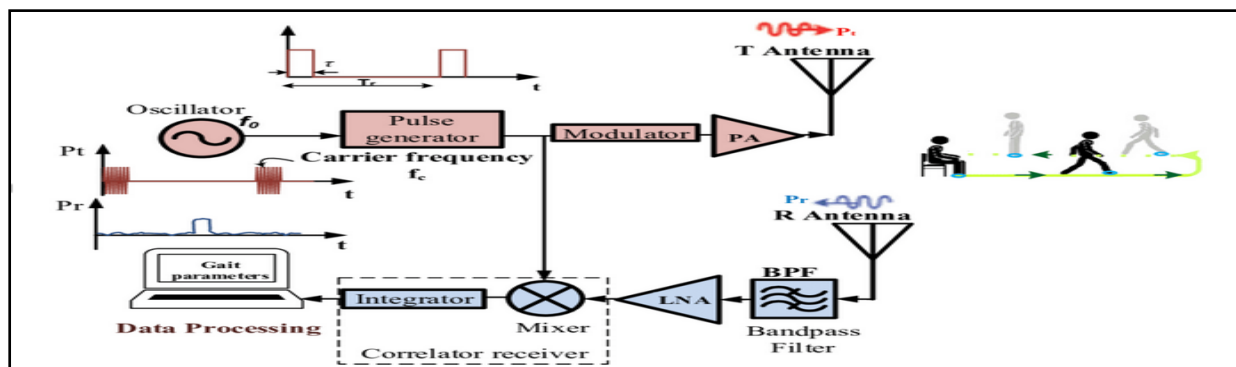 Pt
T Antenna
τ
Tr
t
Oscillator
fo
Pulse
generator
Modulator
PA
Pt
Carrier frequency
fc
t
Pr
Pr
R Antenna
t
Gait
parameters
BPF
Integrator
LNA
Mixer
Bandpass
Filter
Data Processing
Correlator receiver